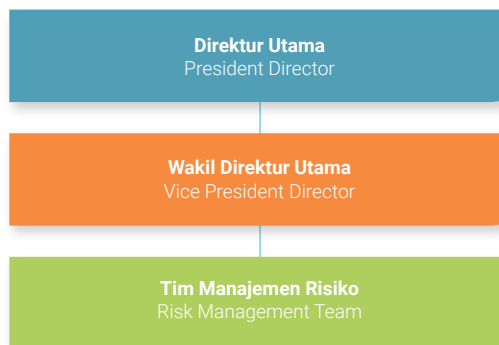 Direktur Utama
President Director
Wakil Direktur Utama
Vice President Director
Tim Manajemen Risiko
Risk Management Team